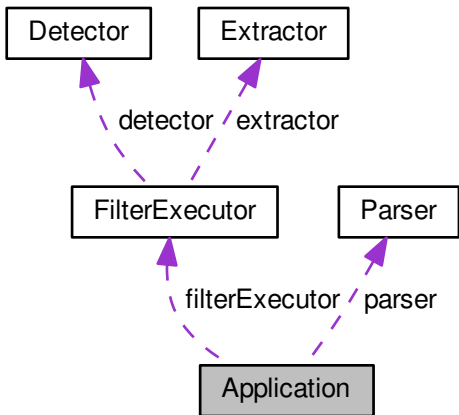 Detector
Extractor
detector
extractor
FilterExecutor
Parser
filterExecutor
parser
Application